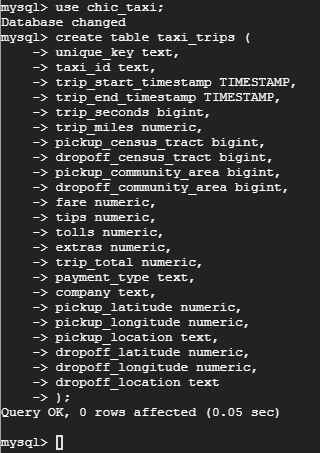 mysql> use chic_taxi;
Database changed
mysql> create table taxi_trips (
    -> unique_key text,
    -> taxi_id text,
    -> trip_start_timestamp TIMESTAMP,
    -> trip_end_timestamp TIMESTAMP,
    -> trip_seconds bigint,
    -> trip_miles numeric,
    -> pickup_census_tract bigint,
    -> dropoff_census_tract bigint,
    -> pickup_community_area bigint,
    -> dropoff_community_area bigint,
    -> fare numeric,
    -> tips numeric,
    -> tolls numeric,
    -> extras numeric,
    -> trip_total numeric,
    -> payment_type text,
    -> company text,
    -> pickup_latitude numeric,
    -> pickup_longitude numeric,
    -> pickup_location text,
    -> dropoff_latitude numeric,
    -> dropoff_longitude numeric,
    -> dropoff_location text
    -> );
Query OK, 0 rows affected (0.05 sec)

mysql>